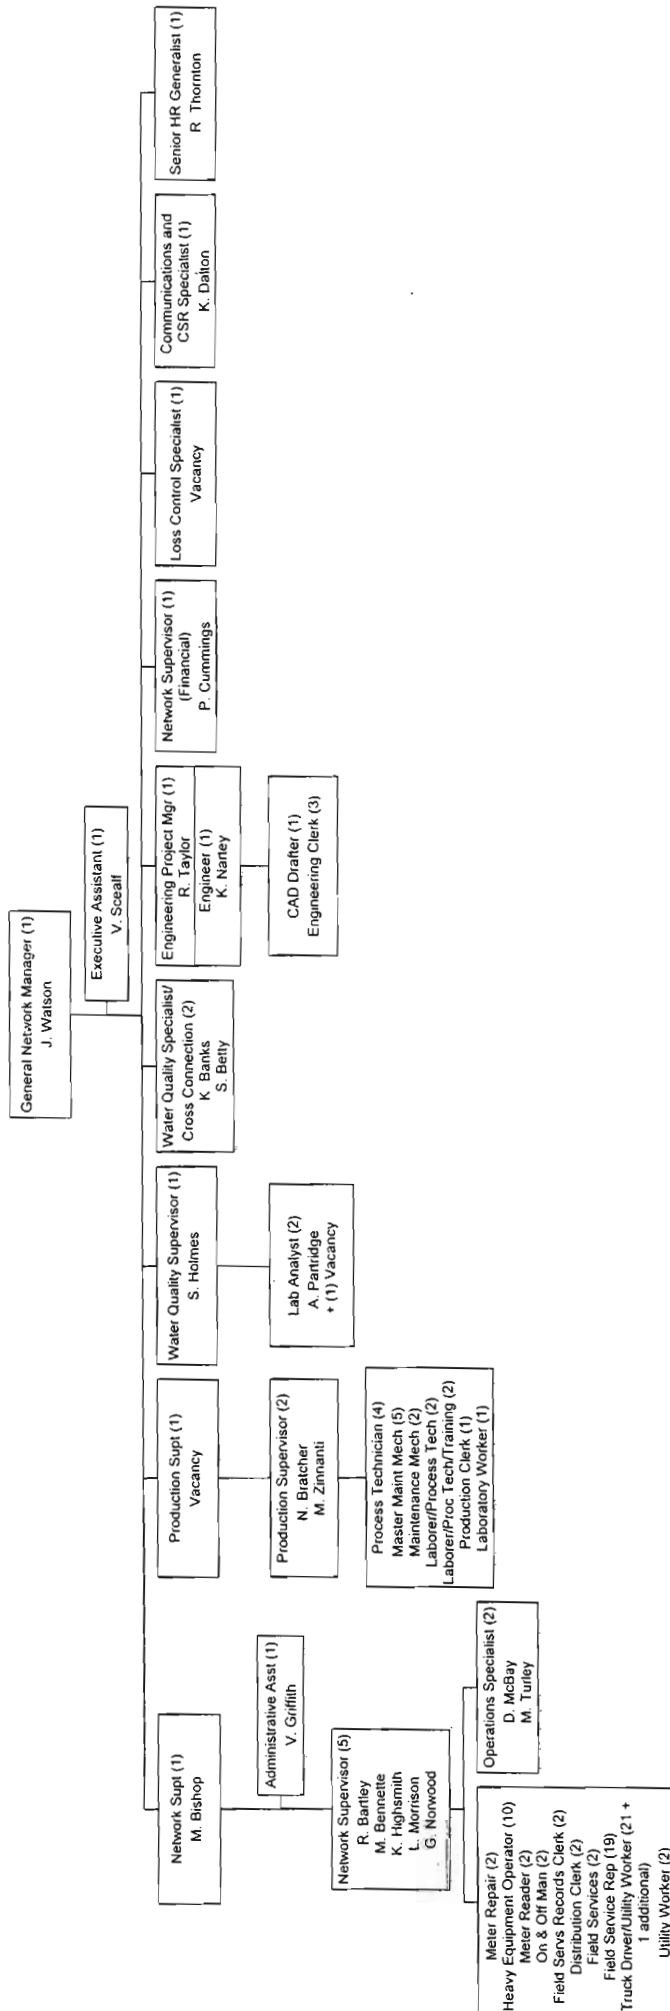 General Network Manager (1)
J. Watson
Executive Assistant (1)
V. Scealf
Network Supt (1)
M. Bishop
Production Supt (1)
Vacancy
Water Quality Supervisor (1)
S. Holmes
Water Quality Specialist/
Cross Connection (2)
K Banks
S. Betty
Engineering Project Mgr (1)
R. Taylor
Engineer (1)
K. Nartey
Network Supervisor (1)
(Financial)
P. Cummings
Loss Control Specialist (1)
Vacancy
Communications and
CSR Specialist (1)
K. Dalton
Senior HR Generalist (1)
R Thornton
Administrative Asst (1)
V. Griffith
Production Supervisor (2)
N. Bratcher
M. Zinnanti
Lab Analyst (2)
A. Partridge
+ (1) Vacancy
CAD Drafter (1)
Engineering Clerk (3)
Network Supervisor (5)
R. Bartley
M. Bennette
K. Highsmith
L. Morrison
G. Norwood
Process Technician (4)
Master Maint Mech (5)
Maintenance Mech (2)
Laborer/Process Tech (2)
Laborer/Proc Tech/Training (2)
Production Clerk (1)
Laboratory Worker (1)
Meter Repair (2)
Heavy Equipment Operator (10)
Meter Reader (2)
On & Off Man (2)
Field Servs Records Clerk (2)
Distribution Clerk (2)
Field Services (2)
Field Service Rep (19)
Truck Driver/Utility Worker (21 +
1 additional)
Utility Worker (2)
Operations Specialist (2)
D. McBay
M. Turley